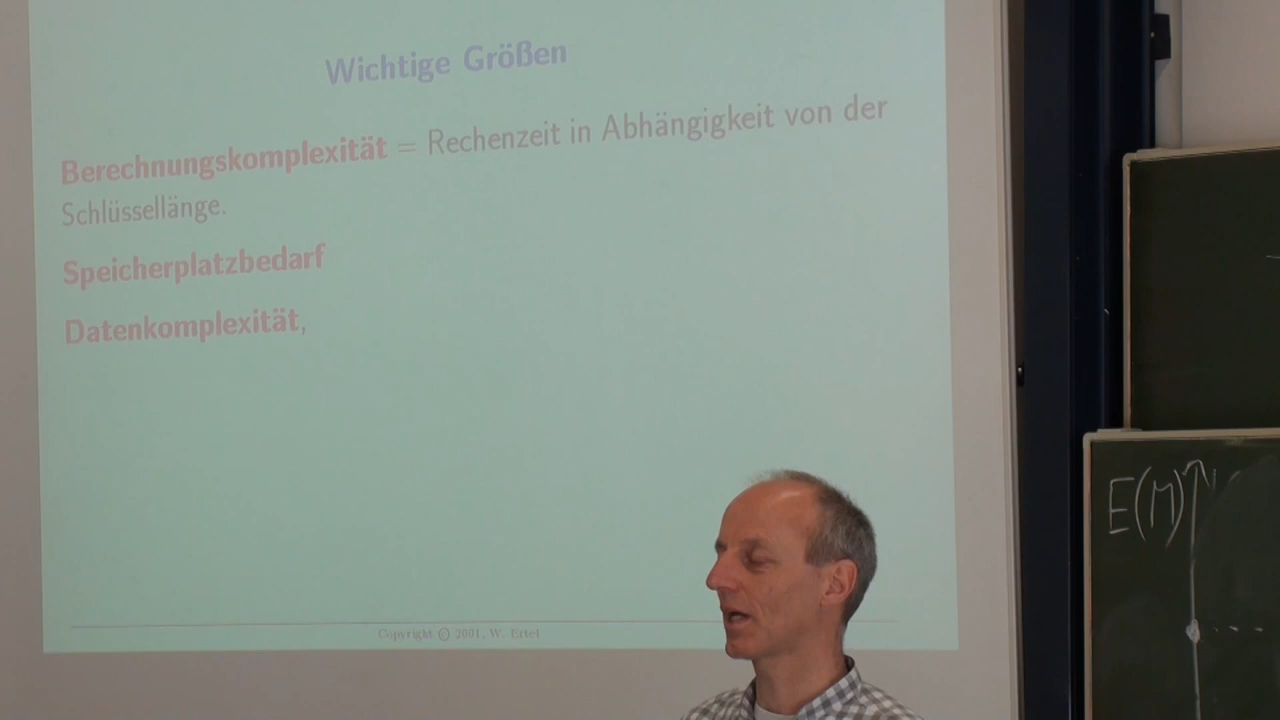 Wichtige Größen
Berechnungskomplexität = Rechenzeit in Abhängigkeit von der
Schlüssellänge.
Speicherplatzbedarf
Datenkomplexität,
Copyright © 2001, W. Ertel
E(M)